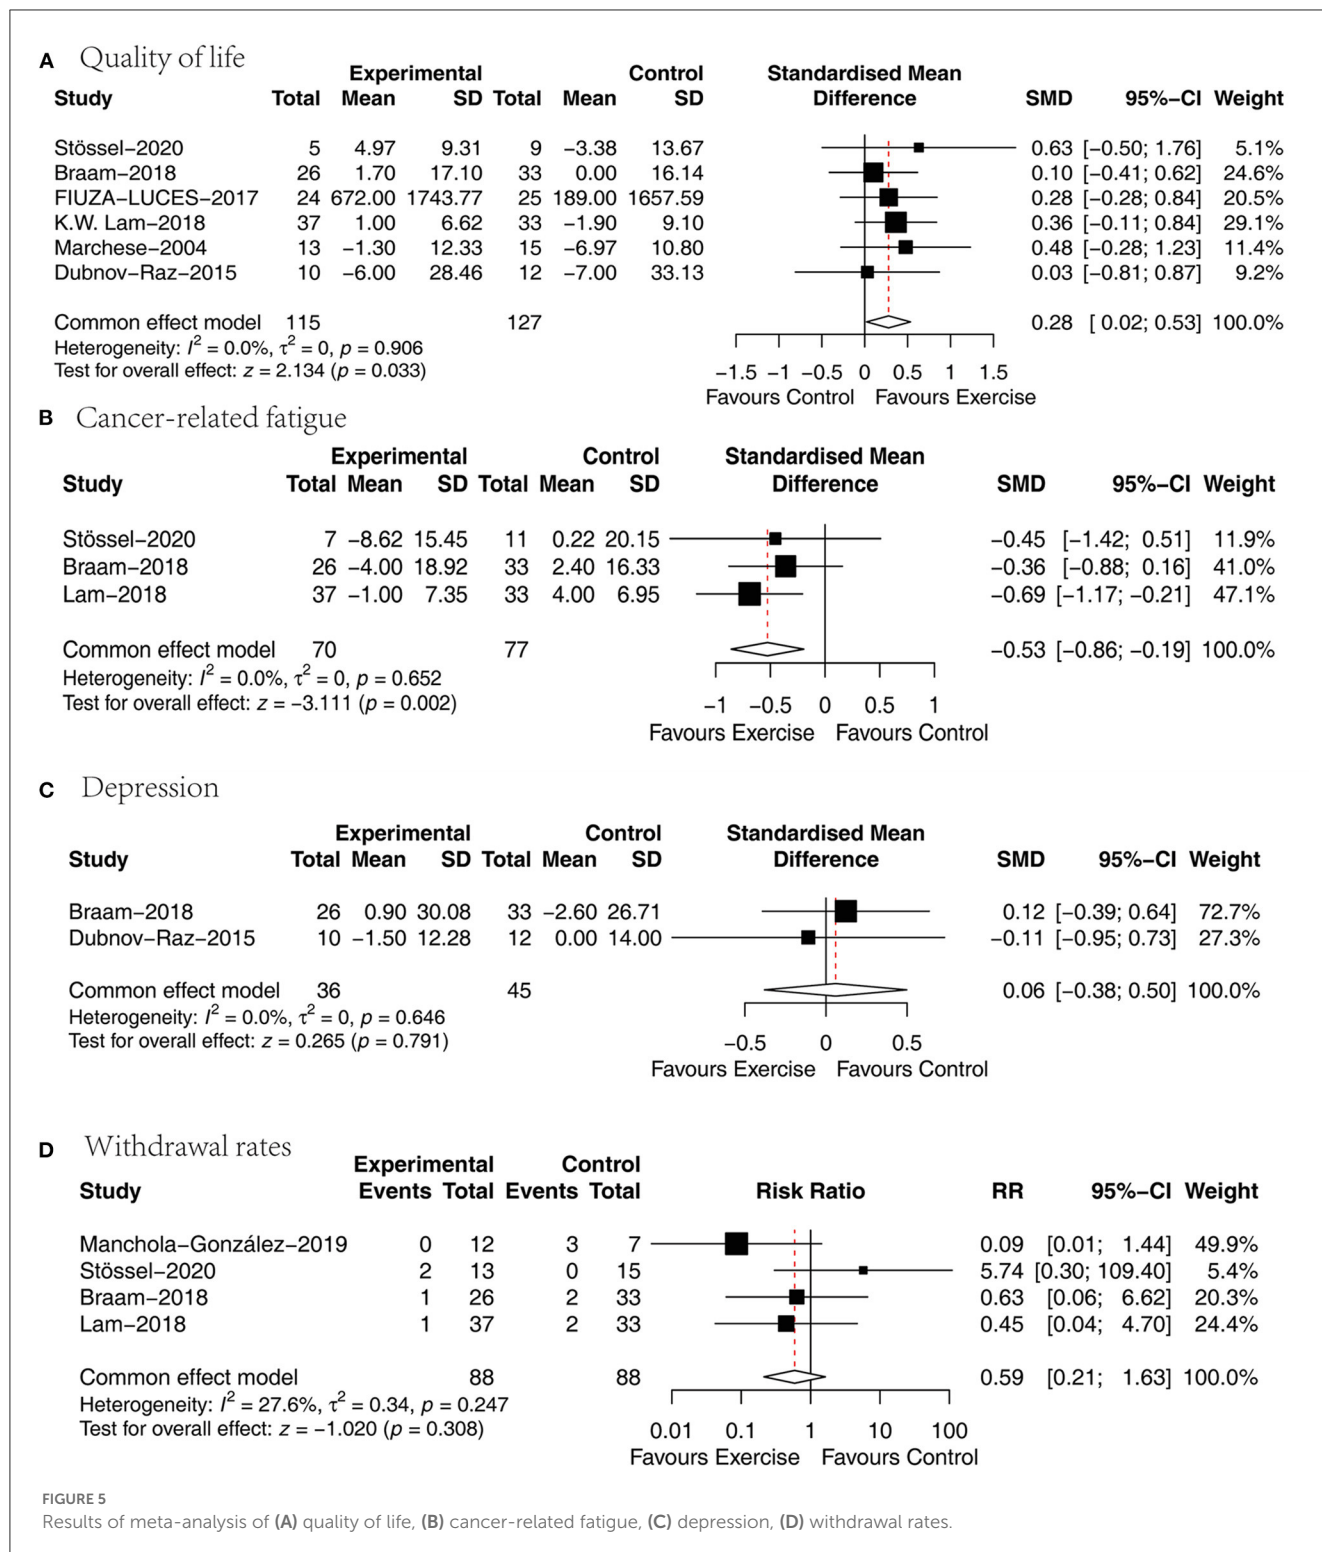 A Quality of life
Experimental Control Standardised Mean
Study Total Mean SD Total Mean SD Difference SMD 95%−CI Weight
Stössel−2020 5 4.97 9.31 9 −3.38 13.67 0.63 [−0.50; 1.76] 5.1%
Braam−2018 26 1.70 17.10 33 0.00 16.14 0.10 [−0.41; 0.62] 24.6%
FIUZA−LUCES−2017 24 672.00 1743.77 25 189.00 1657.59 0.28 [−0.28; 0.84] 20.5%
K.W. Lam−2018 37 1.00 6.62 33 −1.90 9.10 0.36 [−0.11; 0.84] 29.1%
Marchese−2004 13 −1.30 12.33 15 −6.97 10.80 0.48 [−0.28; 1.23] 11.4%
Dubnov−Raz−2015 10 −6.00 28.46 12 −7.00 33.13 0.03 [−0.81; 0.87] 9.2%
Common effect model 115 127 0.28 [ 0.02; 0.53] 100.0%
Heterogeneity: I² = 0.0%, τ² = 0, p = 0.906
Test for overall effect: z = 2.134 (p = 0.033)
−1.5 −1 −0.5 0 0.5 1 1.5
Favours Control Favours Exercise
B Cancer-related fatigue
Experimental Control Standardised Mean
Study Total Mean SD Total Mean SD Difference SMD 95%−CI Weight
Stössel−2020 7 −8.62 15.45 11 0.22 20.15 −0.45 [−1.42; 0.51] 11.9%
Braam−2018 26 −4.00 18.92 33 2.40 16.33 −0.36 [−0.88; 0.16] 41.0%
Lam−2018 37 −1.00 7.35 33 4.00 6.95 −0.69 [−1.17; −0.21] 47.1%
Common effect model 70 77 −0.53 [−0.86; −0.19] 100.0%
Heterogeneity: I² = 0.0%, τ² = 0, p = 0.652
Test for overall effect: z = −3.111 (p = 0.002)
−1 −0.5 0 0.5 1
Favours Exercise Favours Control
C Depression
Experimental Control Standardised Mean
Study Total Mean SD Total Mean SD Difference SMD 95%−CI Weight
Braam−2018 26 0.90 30.08 33 −2.60 26.71 0.12 [−0.39; 0.64] 72.7%
Dubnov−Raz−2015 10 −1.50 12.28 12 0.00 14.00 −0.11 [−0.95; 0.73] 27.3%
Common effect model 36 45 0.06 [−0.38; 0.50] 100.0%
Heterogeneity: I² = 0.0%, τ² = 0, p = 0.646
Test for overall effect: z = 0.265 (p = 0.791)
−0.5 0 0.5
Favours Exercise Favours Control
D Withdrawal rates
Experimental Control
Study Events Total Events Total Risk Ratio RR 95%−CI Weight
Manchola−González−2019 0 12 3 7 0.09 [0.01; 1.44] 49.9%
Stössel−2020 2 13 0 15 5.74 [0.30; 109.40] 5.4%
Braam−2018 1 26 2 33 0.63 [0.06; 6.62] 20.3%
Lam−2018 1 37 2 33 0.45 [0.04; 4.70] 24.4%
Common effect model 88 88 0.59 [0.21; 1.63] 100.0%
Heterogeneity: I² = 27.6%, τ² = 0.34, p = 0.247
Test for overall effect: z = −1.020 (p = 0.308)
0.01 0.1 1 10 100
Favours Exercise Favours Control
FIGURE 5
Results of meta-analysis of (A) quality of life, (B) cancer-related fatigue, (C) depression, (D) withdrawal rates.